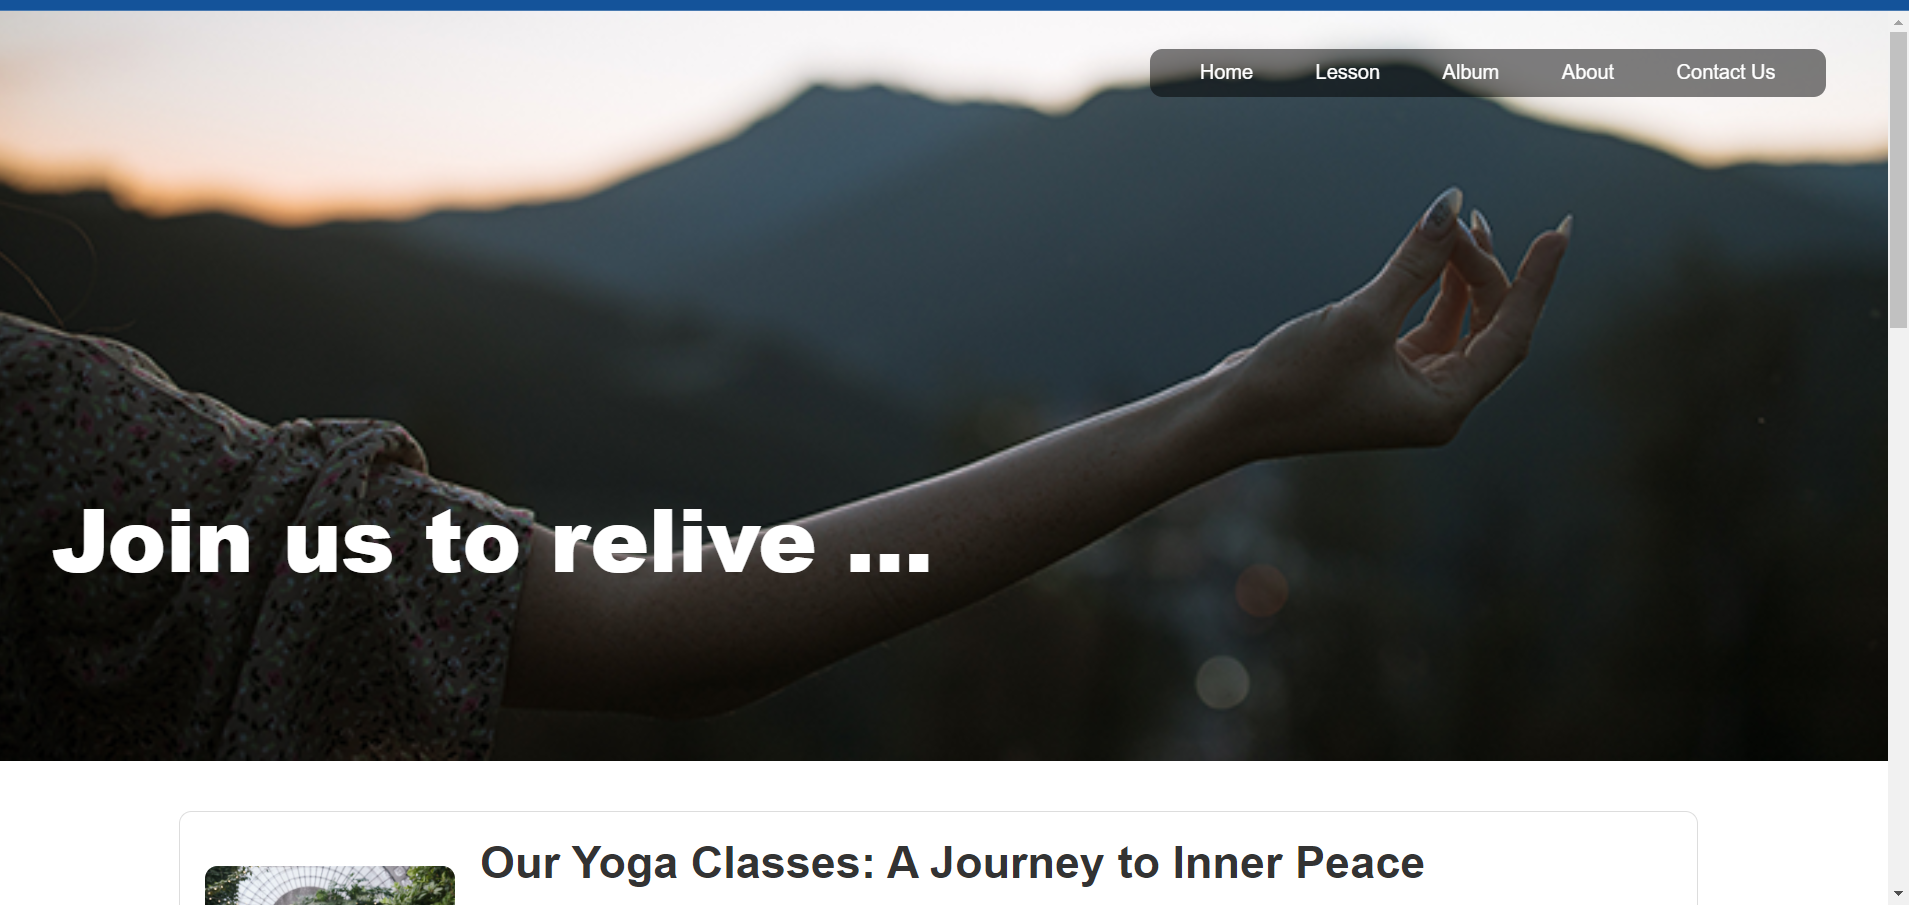 Home Lesson Album About Contact Us
Join us to relive ...
Our Yoga Classes: A Journey to Inner Peace